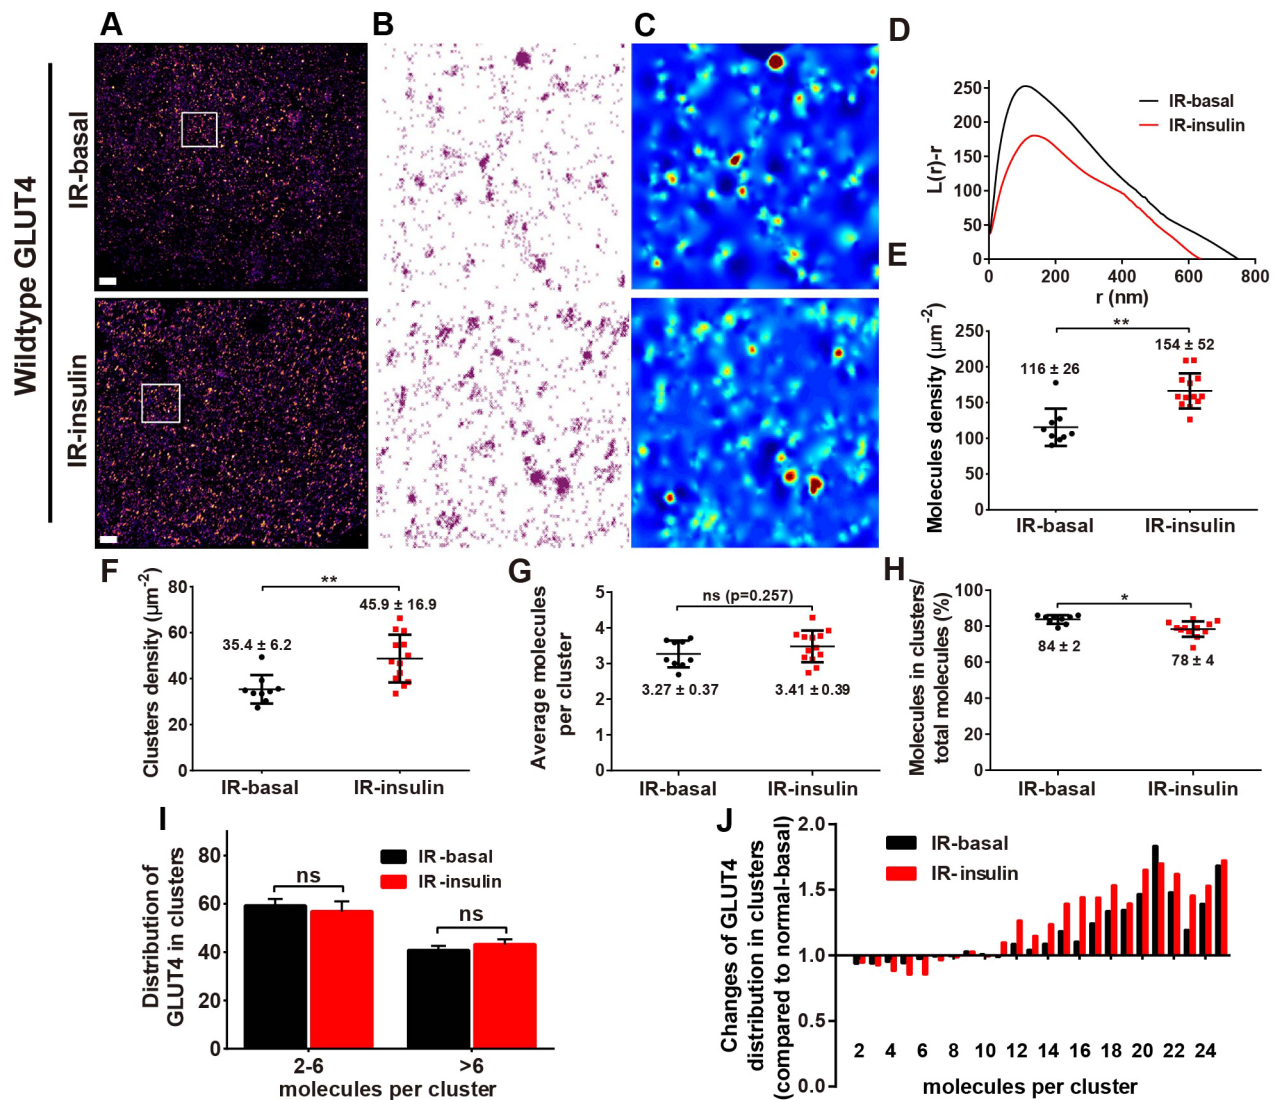 A
B
C
D
Wildtype GLUT4
IR-basal
IR-insulin
250
200
150
100
50
0
L(r)-r
IR-basal
IR-insulin
0 200 400 600 800
r (nm)
E
Molecules density (μm⁻²)
250
200
150
100
50
0
**
116 ± 26
154 ± 52
IR-basal IR-insulin
F
Clusters density (μm⁻²)
80
60
40
20
0
**
35.4 ± 6.2
45.9 ± 16.9
IR-basal IR-insulin
G
Average molecules
per cluster
5
4
3
2
1
0
ns (p=0.257)
3.27 ± 0.37
3.41 ± 0.39
IR-basal IR-insulin
H
Molecules in clusters/
total molecules (%)
100
80
60
40
20
0
*
84 ± 2
78 ± 4
IR-basal IR-insulin
I
Distribution of
GLUT4 in clusters
80
60
40
20
0
IR-basal
IR-insulin
ns
ns
2-6 >6
molecules per cluster
J
Changes of GLUT4
distribution in clusters
(compared to normal-basal)
2.0
1.5
1.0
0.5
0.0
IR-basal
IR-insulin
2 4 6 8 10 12 14 16 18 20 22 24
molecules per cluster